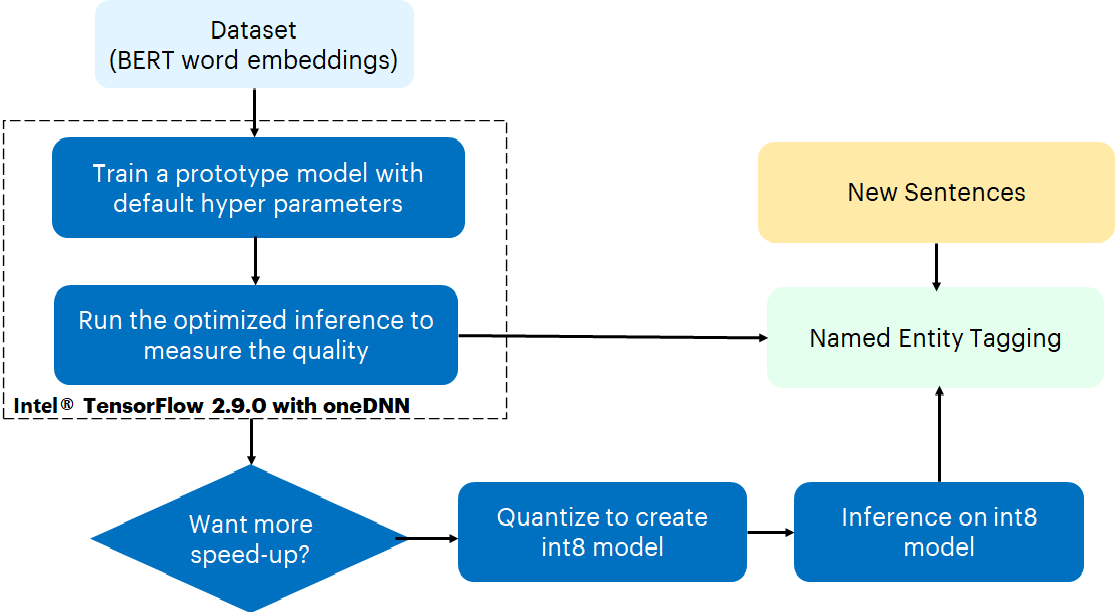 Dataset
(BERT word embeddings)
Train a prototype model with
default hyper parameters
New Sentences
Run the optimized inference to
measure the quality
Named Entity Tagging
Intel® TensorFlow 2.9.0 with oneDNN
Want more
speed-up?
Quantize to create
int8 model
Inference on int8
model